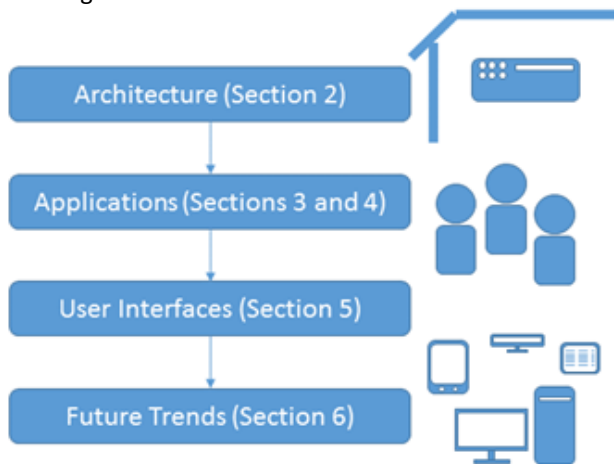 Architecture (Section 2)
Applications (Sections 3 and 4)
User Interfaces (Section 5)
Future Trends (Section 6)